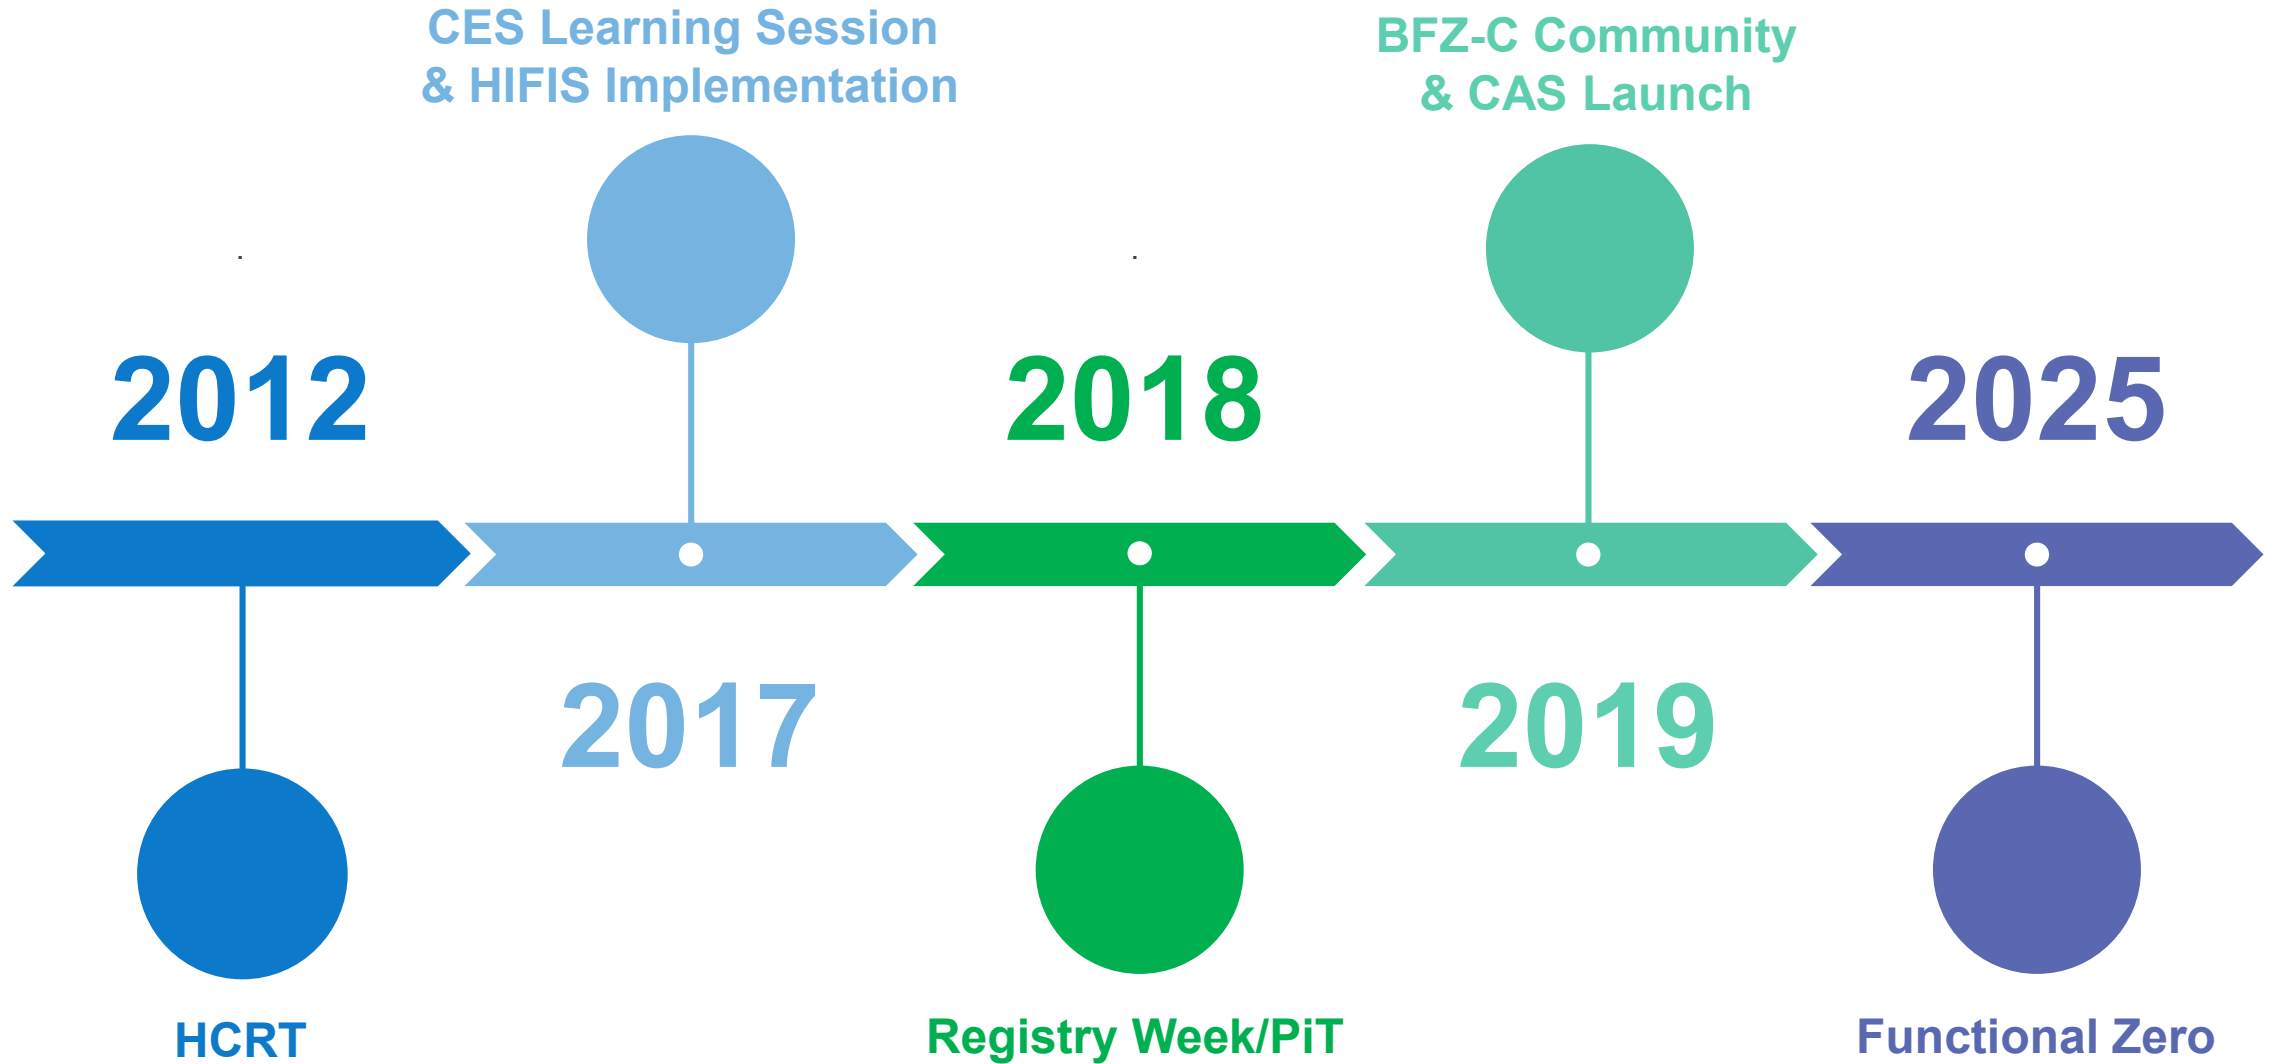 CES Learning Session
& HIFIS Implementation
BFZ-C Community
& CAS Launch
.
.
2012
2018
2025
2017
2019
HCRT
Registry Week/PiT
Functional Zero